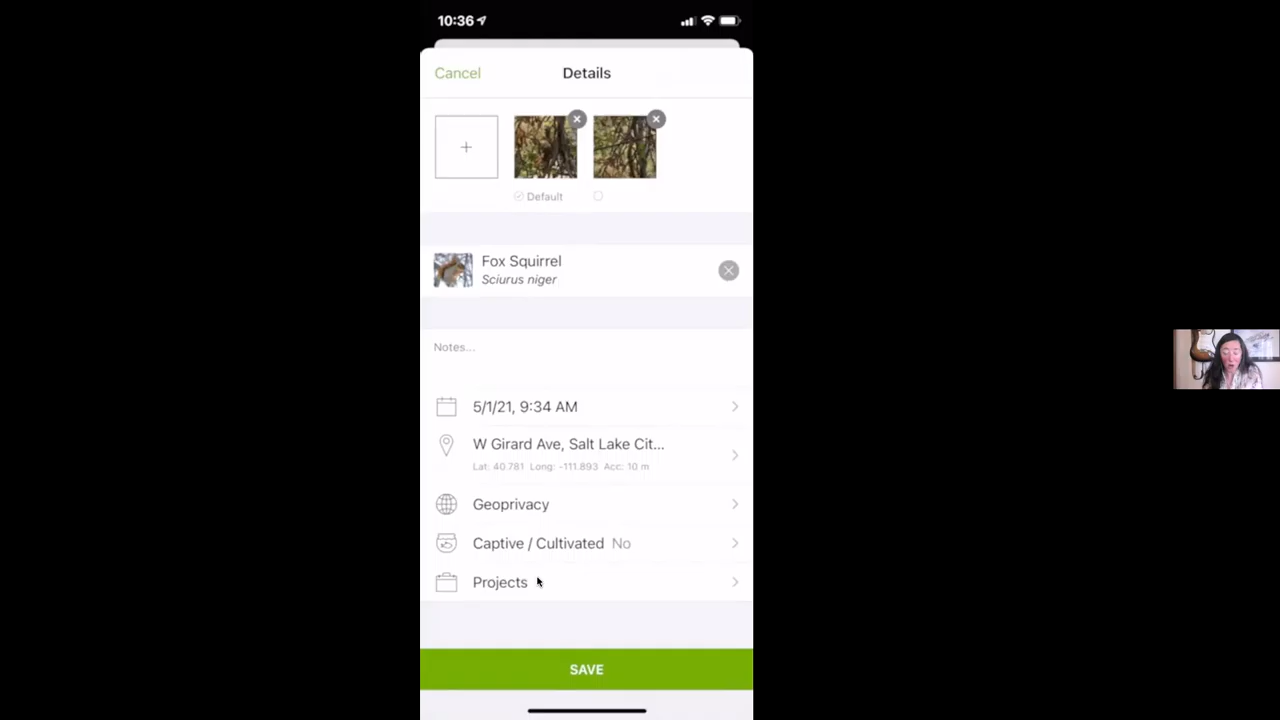 10:36
Cancel
Details
Default
Fox Squirrel
Sciurus niger
Notes...
5/1/21, 9:34 AM
W Girard Ave, Salt Lake Cit...
Lat: 40.781 Long: -111.893 Acc: 10 m
Geoprivacy
Captive / Cultivated No
Projects
SAVE